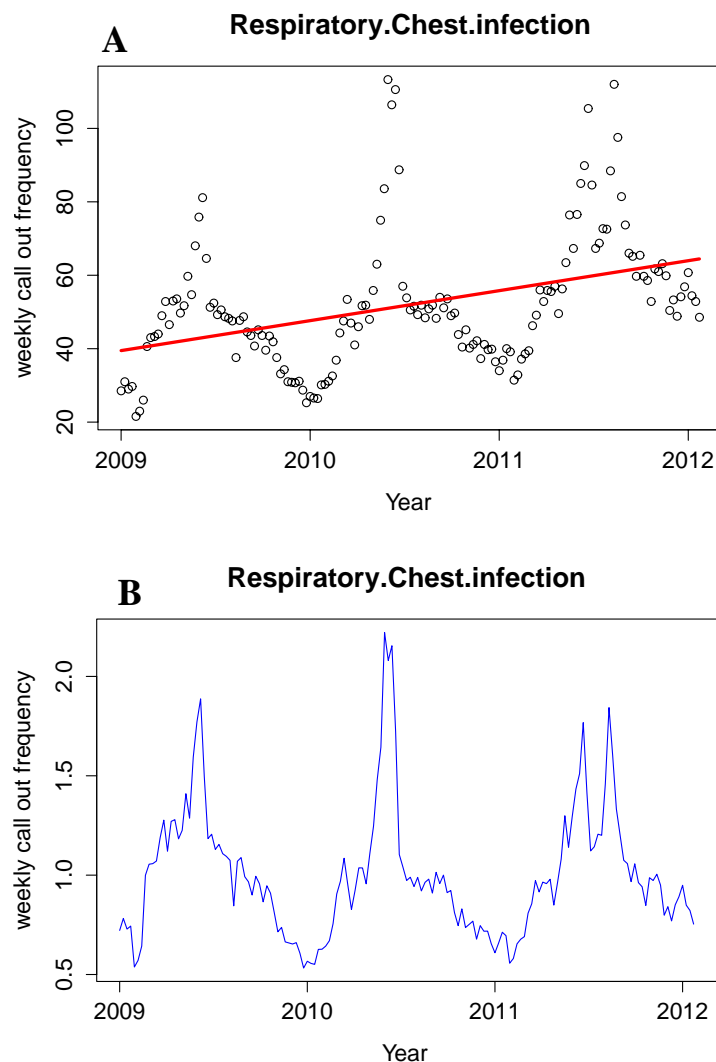 A
Respiratory.Chest.infection
weekly call out frequency
100
80
60
40
20
2009 2010 2011 2012
Year
B
Respiratory.Chest.infection
weekly call out frequency
2.0
1.5
1.0
0.5
2009 2010 2011 2012
Year